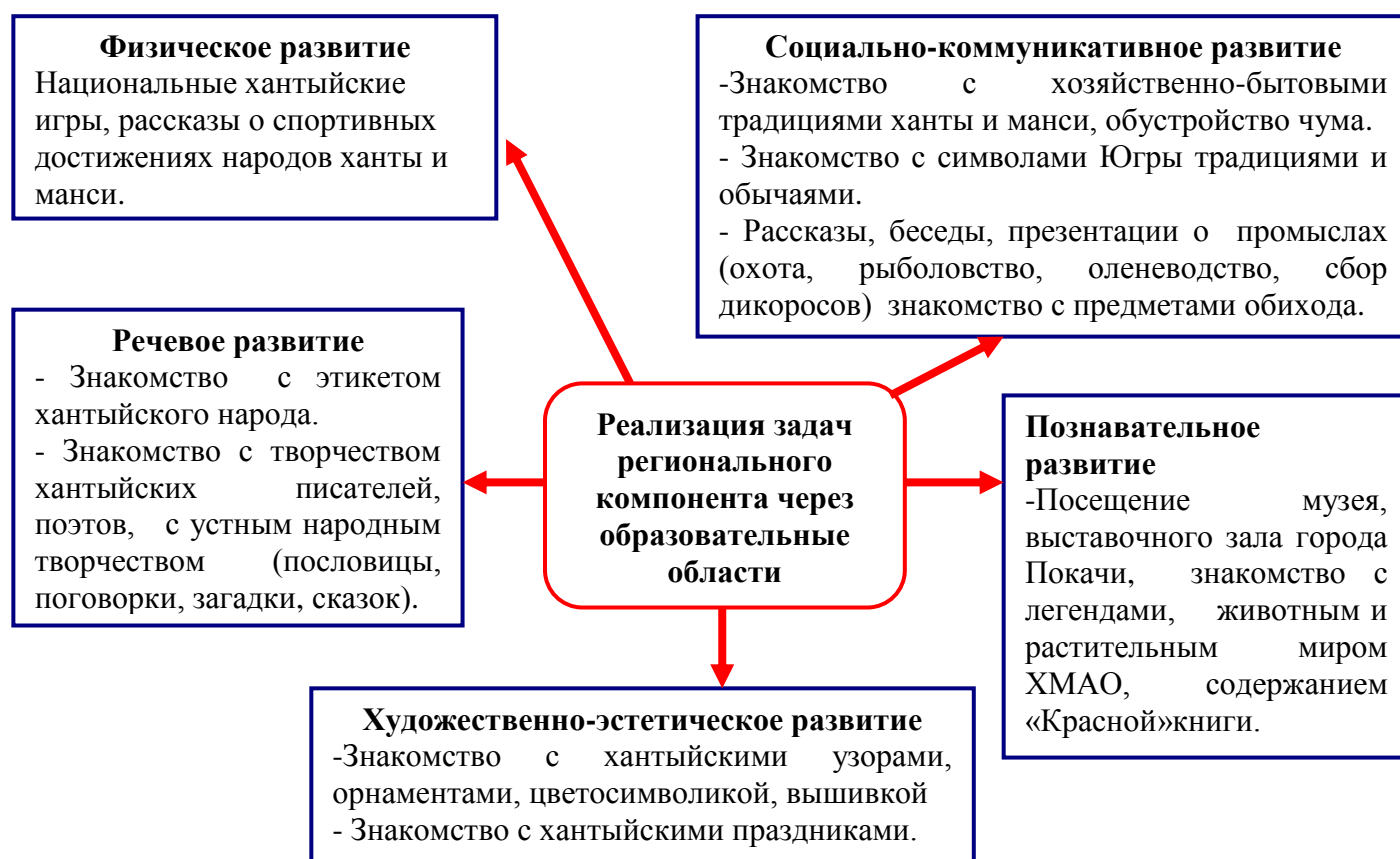 Физическое развитие
Национальные хантыйские
игры, рассказы о спортивных
достижениях народов ханты и
манси.
Социально-коммуникативное развитие
-Знакомство с хозяйственно-бытовыми
традициями ханты и манси, обустройство чума.
- Знакомство с символами Югры традициями и
обычаями.
- Рассказы, беседы, презентации о промыслах
(охота, рыболовство, оленеводство, сбор
дикоросов) знакомство с предметами обихода.
Речевое развитие
- Знакомство с этикетом
хантыйского народа.
- Знакомство с творчеством
хантыйских писателей,
поэтов, с устным народным
творчеством (пословицы,
поговорки, загадки, сказок).
Реализация задач
регионального
компонента через
образовательные
области
Познавательное
развитие
-Посещение музея,
выставочного зала города
Покачи, знакомство с
легендами, животным и
растительным миром
ХМАО, содержанием
«Красной»книги.
Художественно-эстетическое развитие
-Знакомство с хантыйскими узорами,
орнаментами, цветосимволикой, вышивкой
- Знакомство с хантыйскими праздниками.